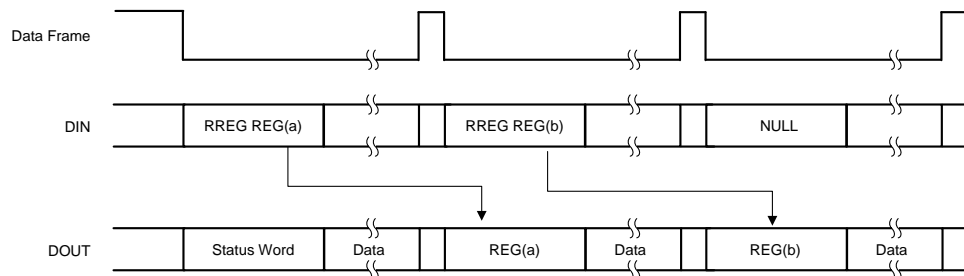 Data Frame
DIN RREG REG(a) RREG REG(b) NULL
DOUT Status Word Data REG(a) Data REG(b) Data